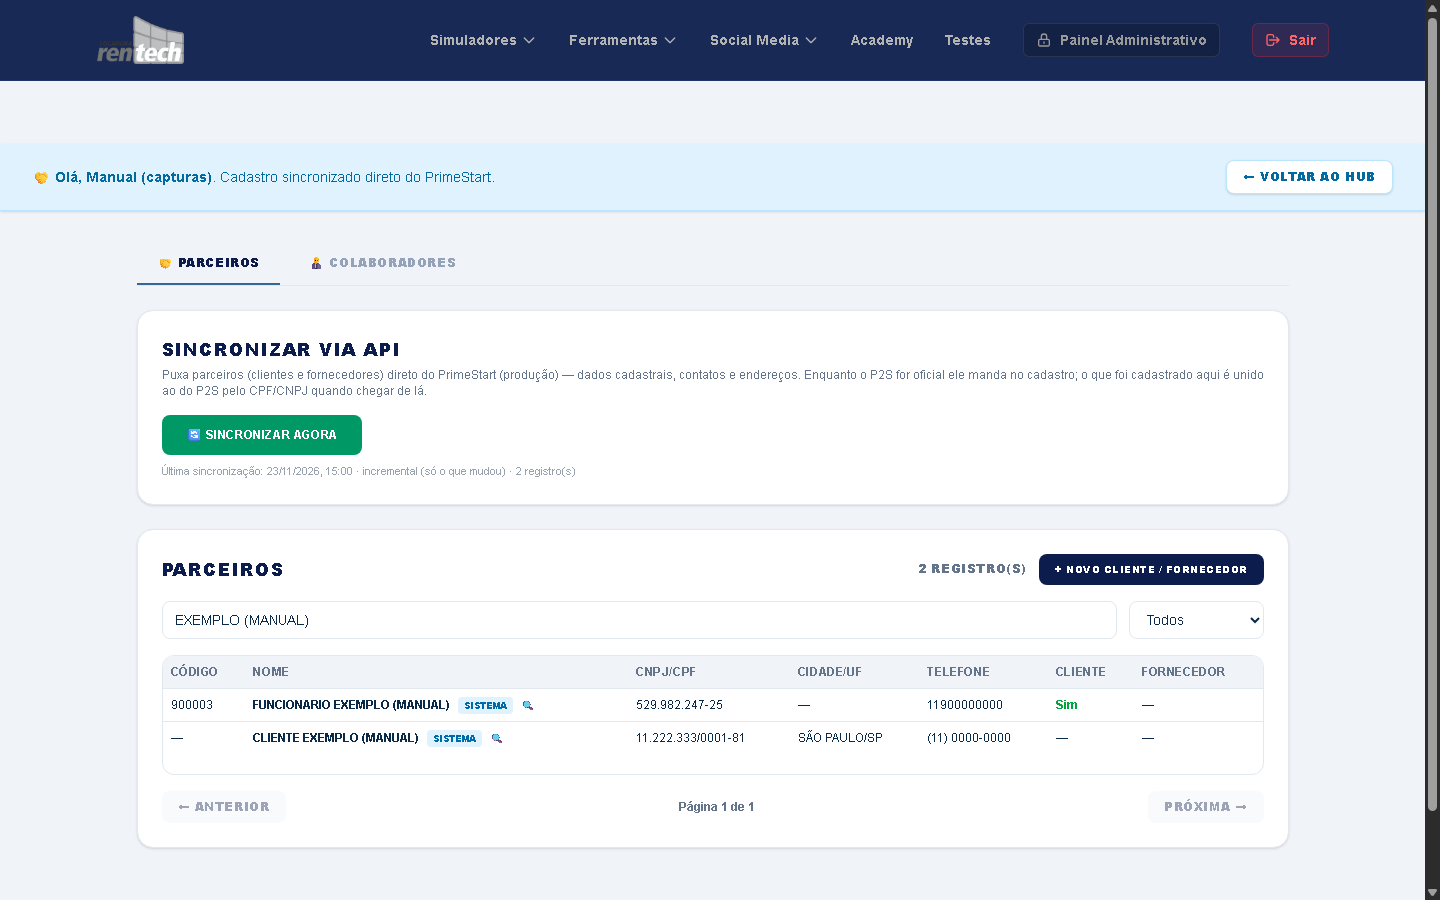 rentech
Simuladores
Ferramentas
Social Media
Academy
Testes
Painel Administrativo
Sair
Olá, Manual (capturas). Cadastro sincronizado direto do PrimeStart.
← VOLTAR AO HUB
PARCEIROS
COLABORADORES
SINCRONIZAR VIA API
Puxa parceiros (clientes e fornecedores) direto do PrimeStart (produção) — dados cadastrais, contatos e endereços. Enquanto o P2S for oficial ele manda no cadastro; o que foi cadastrado aqui é unido
ao do P2S pelo CPF/CNPJ quando chegar de lá.
SINCRONIZAR AGORA
Última sincronização: 23/11/2026, 15:00 · incremental (só o que mudou) · 2 registro(s)
PARCEIROS
2 REGISTRO(S)
+ NOVO CLIENTE / FORNECEDOR
EXEMPLO (MANUAL)
Todos
CÓDIGO NOME CNPJ/CPF CIDADE/UF TELEFONE CLIENTE FORNECEDOR
900003 FUNCIONARIO EXEMPLO (MANUAL) SISTEMA 529.982.247-25 — 11900000000 Sim —
— CLIENTE EXEMPLO (MANUAL) SISTEMA 11.222.333/0001-81 SÃO PAULO/SP (11) 0000-0000 — —
← ANTERIOR
Página 1 de 1
PRÓXIMA →